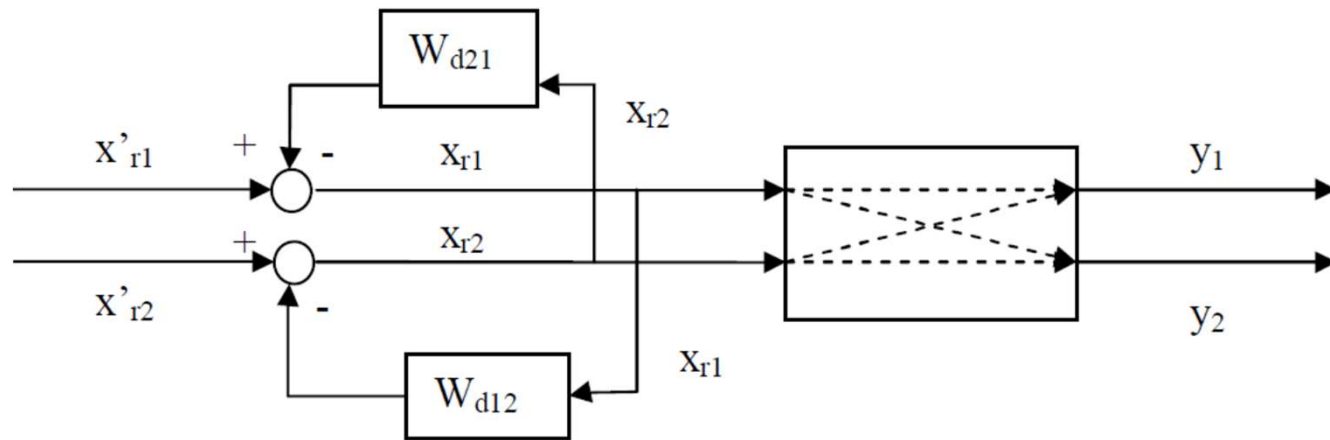 W_d21
x_r2
+
x'_r1
-
x_r1
y_1
+
x_r2
x'_r2
-
y_2
x_r1
W_d12